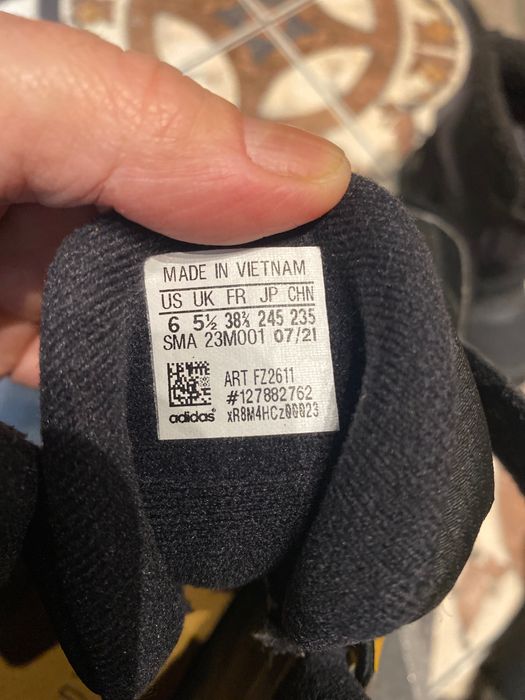 MADE IN VIETNAM
US UK FR JP CHN
6 5½ 38⅔ 245 235
SMA 23M001 07/21
ART FZ2611
#127882762
adidas® xR8M4HCz00023